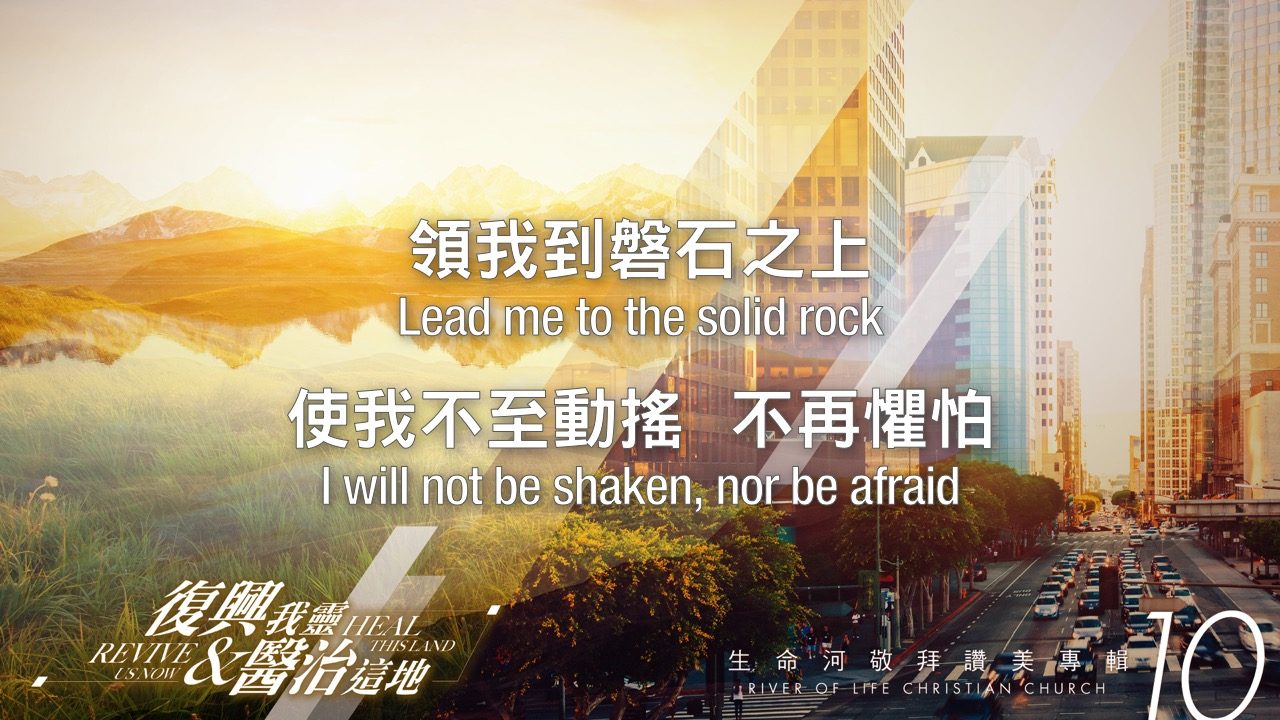 領我到磐石之上
Lead me to the solid rock
使我不至動搖 不再懼怕
I will not be shaken, nor be afraid
復興我靈 HEAL THIS LAND
REVIVE US NOW & 醫治這地
生命河敬拜讚美專輯 10
RIVER OF LIFE CHRISTIAN CHURCH